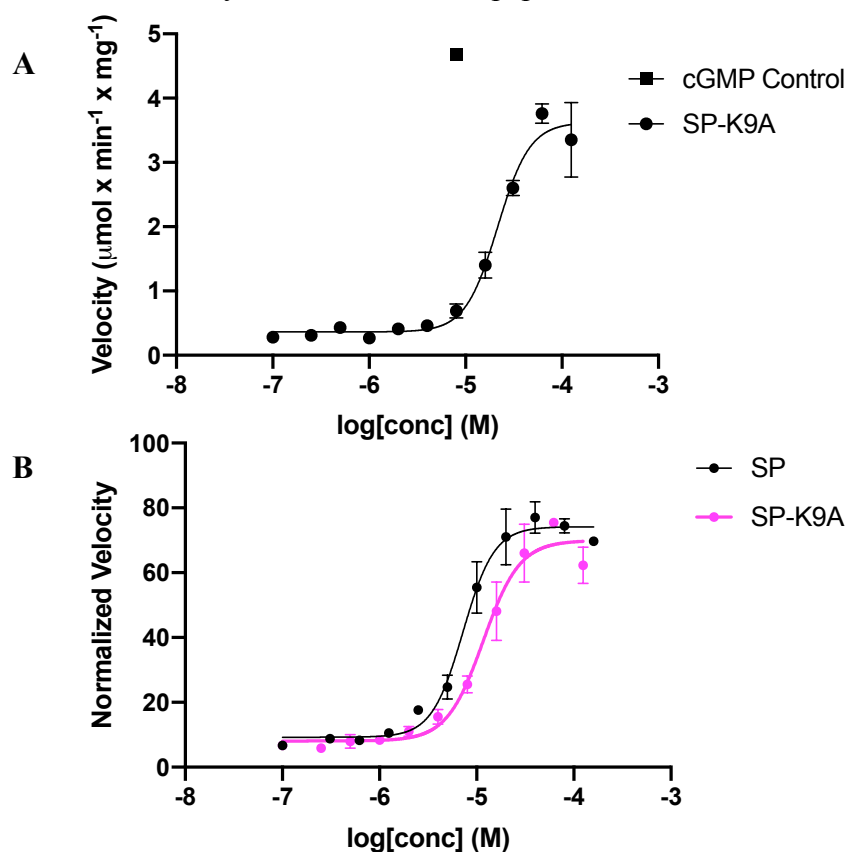 A
Velocity (μmol x min-1 x mg-1)
5
4
3
2
1
0
-8 -7 -6 -5 -4 -3
log[conc] (M)
cGMP Control
SP-K9A
B
Normalized Velocity
100
80
60
40
20
0
-8 -7 -6 -5 -4 -3
log[conc] (M)
SP
SP-K9A